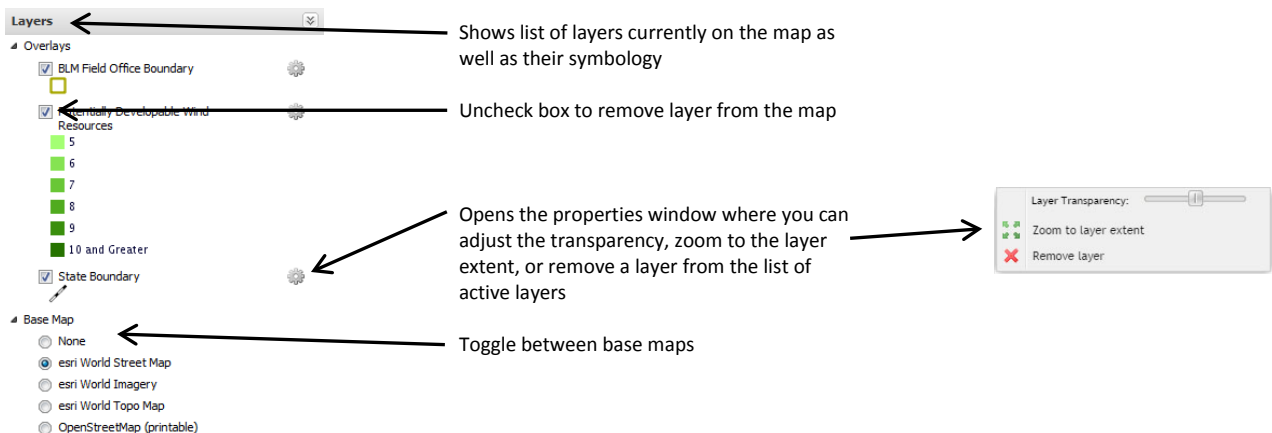 Layers
Overlays
BLM Field Office Boundary
Potentially Developable Wind
Resources
5
6
7
8
9
10 and Greater
State Boundary
Base Map
None
esri World Street Map
esri World Imagery
esri World Topo Map
OpenStreetMap (printable)
Shows list of layers currently on the map as
well as their symbology
Uncheck box to remove layer from the map
Opens the properties window where you can
adjust the transparency, zoom to the layer
extent, or remove a layer from the list of
active layers
Toggle between base maps
Layer Transparency:
Zoom to layer extent
Remove layer